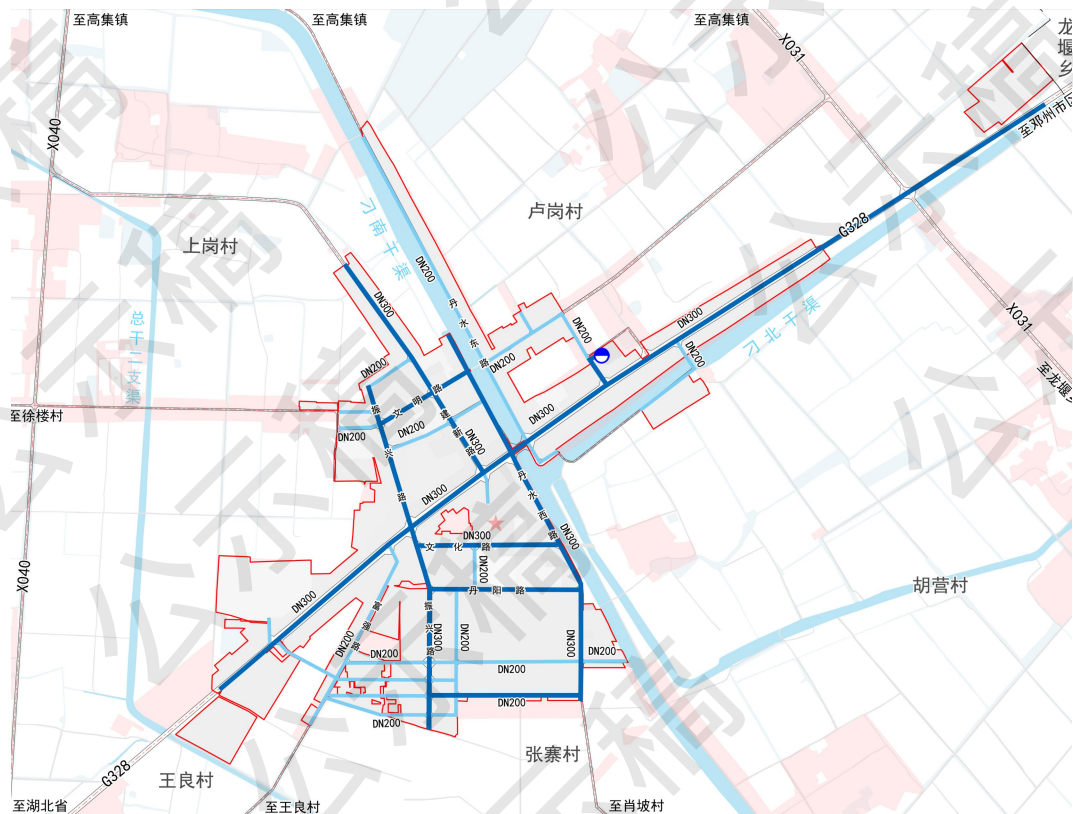 至高集镇
至高集镇
至高集镇
X031
龙堰乡
X040
至邓州市区
卢岗村
上岗村
刁南干渠
G328
DN200
丹水东路
DN300
DN300
刁北干渠
X031
总干二支渠
DN200
DN200
DN200
DN200
至龙堰乡
至徐楼村
振兴路
文明路
建新路
DN200
DN200
DN300
DN300
DN300
丹水西路
DN300
DN300
文化路
DN200
X040
丹阳路
胡营村
DN300
振兴路
DN300
DN200
DN200
DN300
DN200
DN200
DN200
DN200
DN200
张寨村
王良村
G328
至湖北省
至王良村
至肖坡村
公示稿